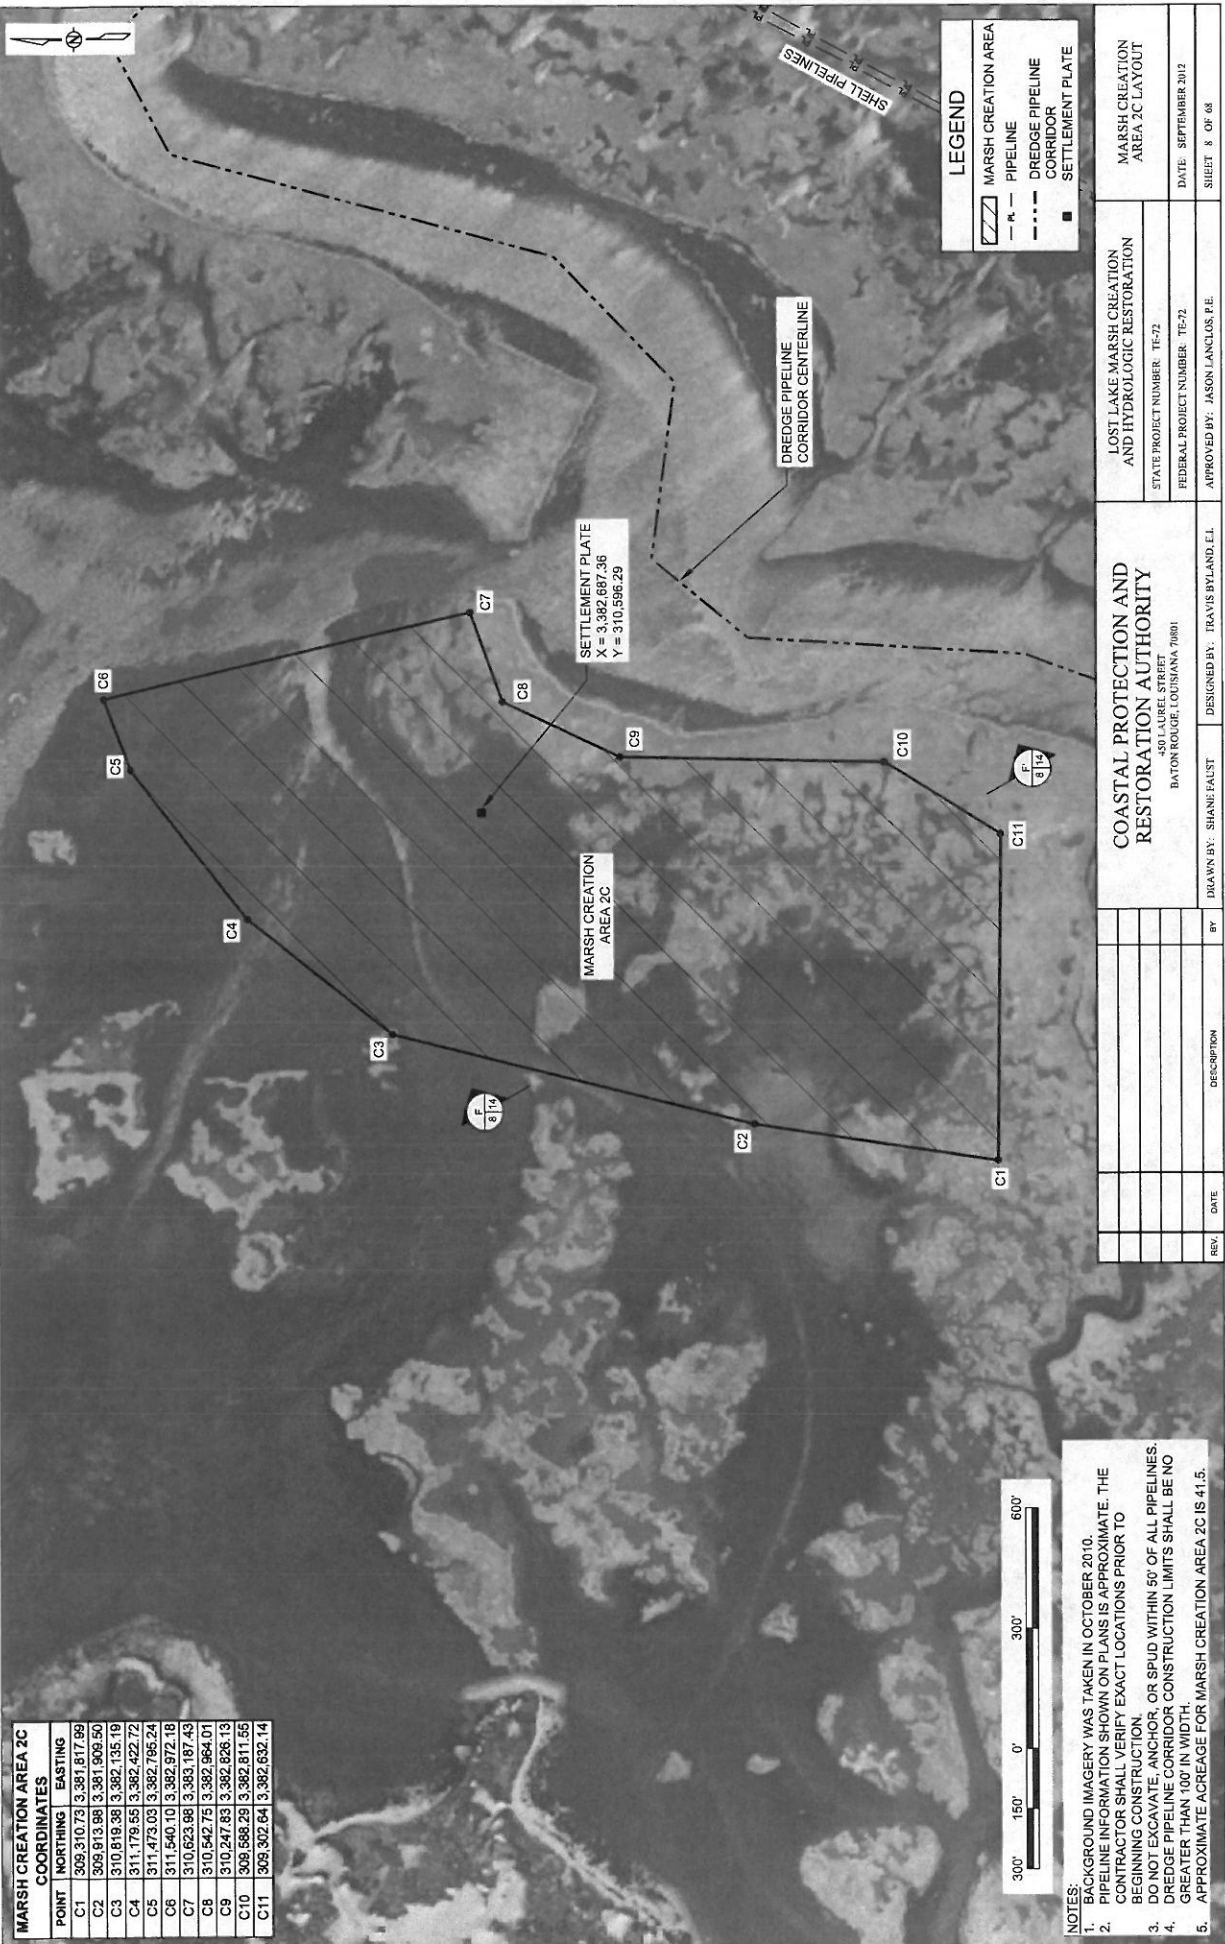 MARSH CREATION AREA 2C
COORDINATES
POINT NORTHING EASTING
C1 309,310.73 3,381,817.99
C2 309,913.98 3,381,909.50
C3 310,819.38 3,382,135.19
C4 311,179.55 3,382,422.72
C5 311,473.03 3,382,795.24
C6 311,540.10 3,382,972.18
C7 310,623.98 3,383,187.43
C8 310,542.75 3,382,964.01
C9 310,247.83 3,382,826.13
C10 309,588.29 3,382,811.55
C11 309,302.64 3,382,632.14
N
C6
C5
C4
C3
C7
C8
C9
C10
C11
C2
C1
F
8 14
F'
8 14
SETTLEMENT PLATE
X = 3,382,687.36
Y = 310,596.29
MARSH CREATION
AREA 2C
DREDGE PIPELINE
CORRIDOR CENTERLINE
SHELL PIPELINES
PL PL PL PL
PL PL PL
LEGEND
MARSH CREATION AREA
PL PIPELINE
DREDGE PIPELINE
CORRIDOR
SETTLEMENT PLATE
300' 150' 0' 300' 600'
NOTES:
1. BACKGROUND IMAGERY WAS TAKEN IN OCTOBER 2010.
2. PIPELINE INFORMATION SHOWN ON PLANS IS APPROXIMATE. THE
CONTRACTOR SHALL VERIFY EXACT LOCATIONS PRIOR TO
BEGINNING CONSTRUCTION.
3. DO NOT EXCAVATE, ANCHOR, OR SPUD WITHIN 50' OF ALL PIPELINES.
4. DREDGE PIPELINE CORRIDOR CONSTRUCTION LIMITS SHALL BE NO
GREATER THAN 100' IN WIDTH.
5. APPROXIMATE ACREAGE FOR MARSH CREATION AREA 2C IS 41.5.
REV. DATE DESCRIPTION BY
COASTAL PROTECTION AND
RESTORATION AUTHORITY
450 LAUREL STREET
BATON ROUGE, LOUISIANA 70801
DRAWN BY: SHANE FAUST
DESIGNED BY: TRAVIS BYLAND, E.I.
LOST LAKE MARSH CREATION
AND HYDROLOGIC RESTORATION
STATE PROJECT NUMBER: TE-72
FEDERAL PROJECT NUMBER: TE-72
APPROVED BY: JASON LANCLOS, P.E.
MARSH CREATION
AREA 2C LAYOUT
DATE: SEPTEMBER 2012
SHEET 8 OF 68